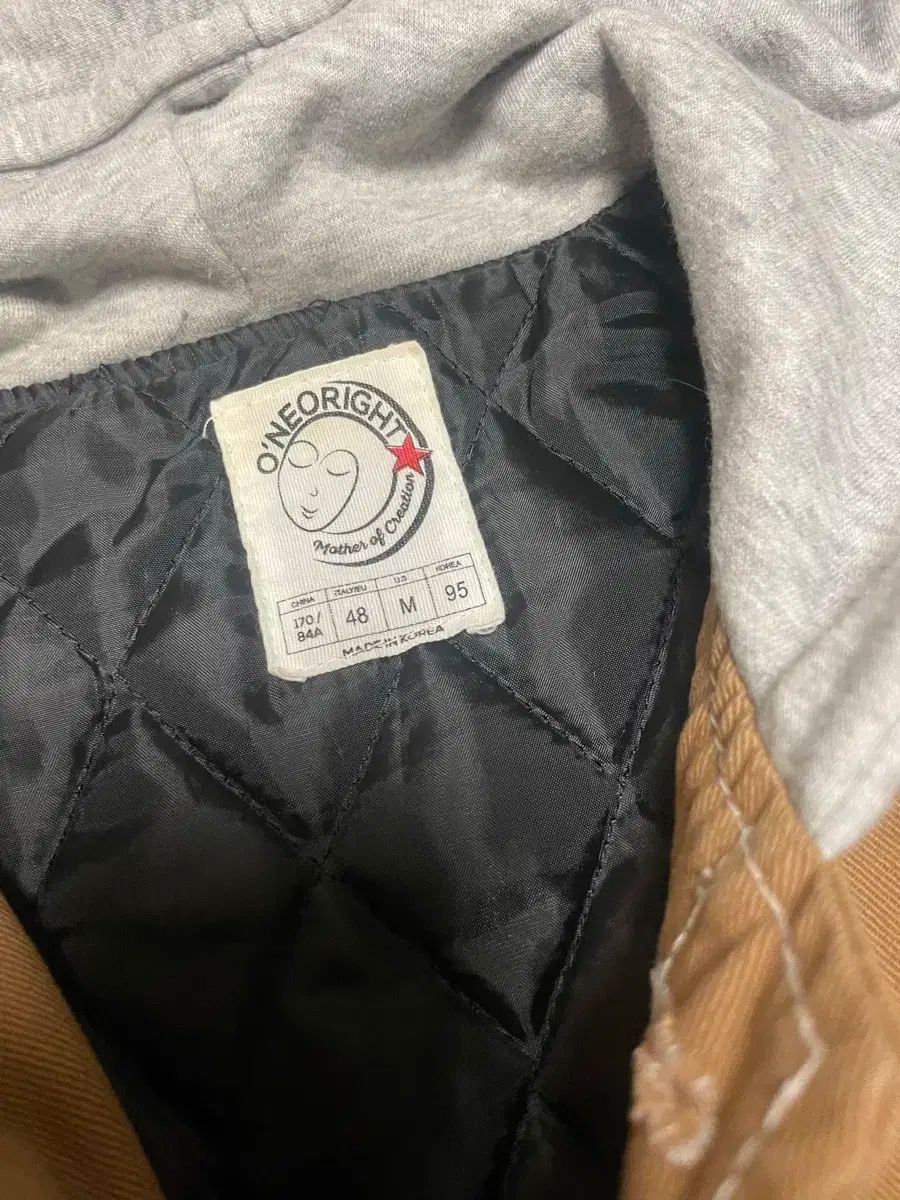 O'NEORIGHT
Mother of Creation
CHINA ITALY/EU U.S KOREA
170/84A 48 M 95
MADE IN KOREA